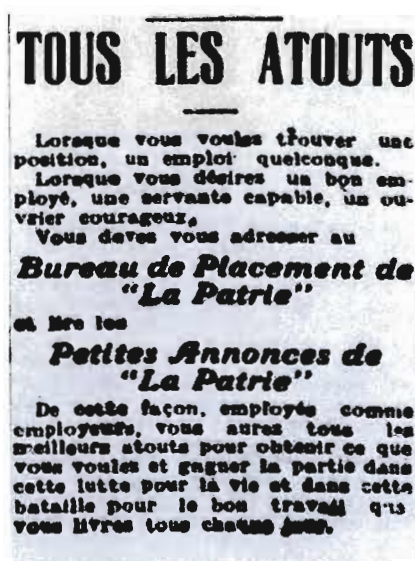 TOUS LES ATOUTS
Lorsque vous voulez trouver une
position, un emploi quelconque.
Lorsque vous désirez un bon em-
ployé, une servante capable, un ou-
vrier courageux,
Vous devez vous adresser au
Bureau de Placement de
"La Patrie"
et lire les
Petites Annonces de
"La Patrie"
De cette façon, employés comme
employeurs, vous aurez tous les
meilleurs atouts pour obtenir ce que
vous voulez et gagner la partie dans
cette lutte pour la vie et dans cette
bataille pour le bon travail que
vous livrez tous chaque jour.